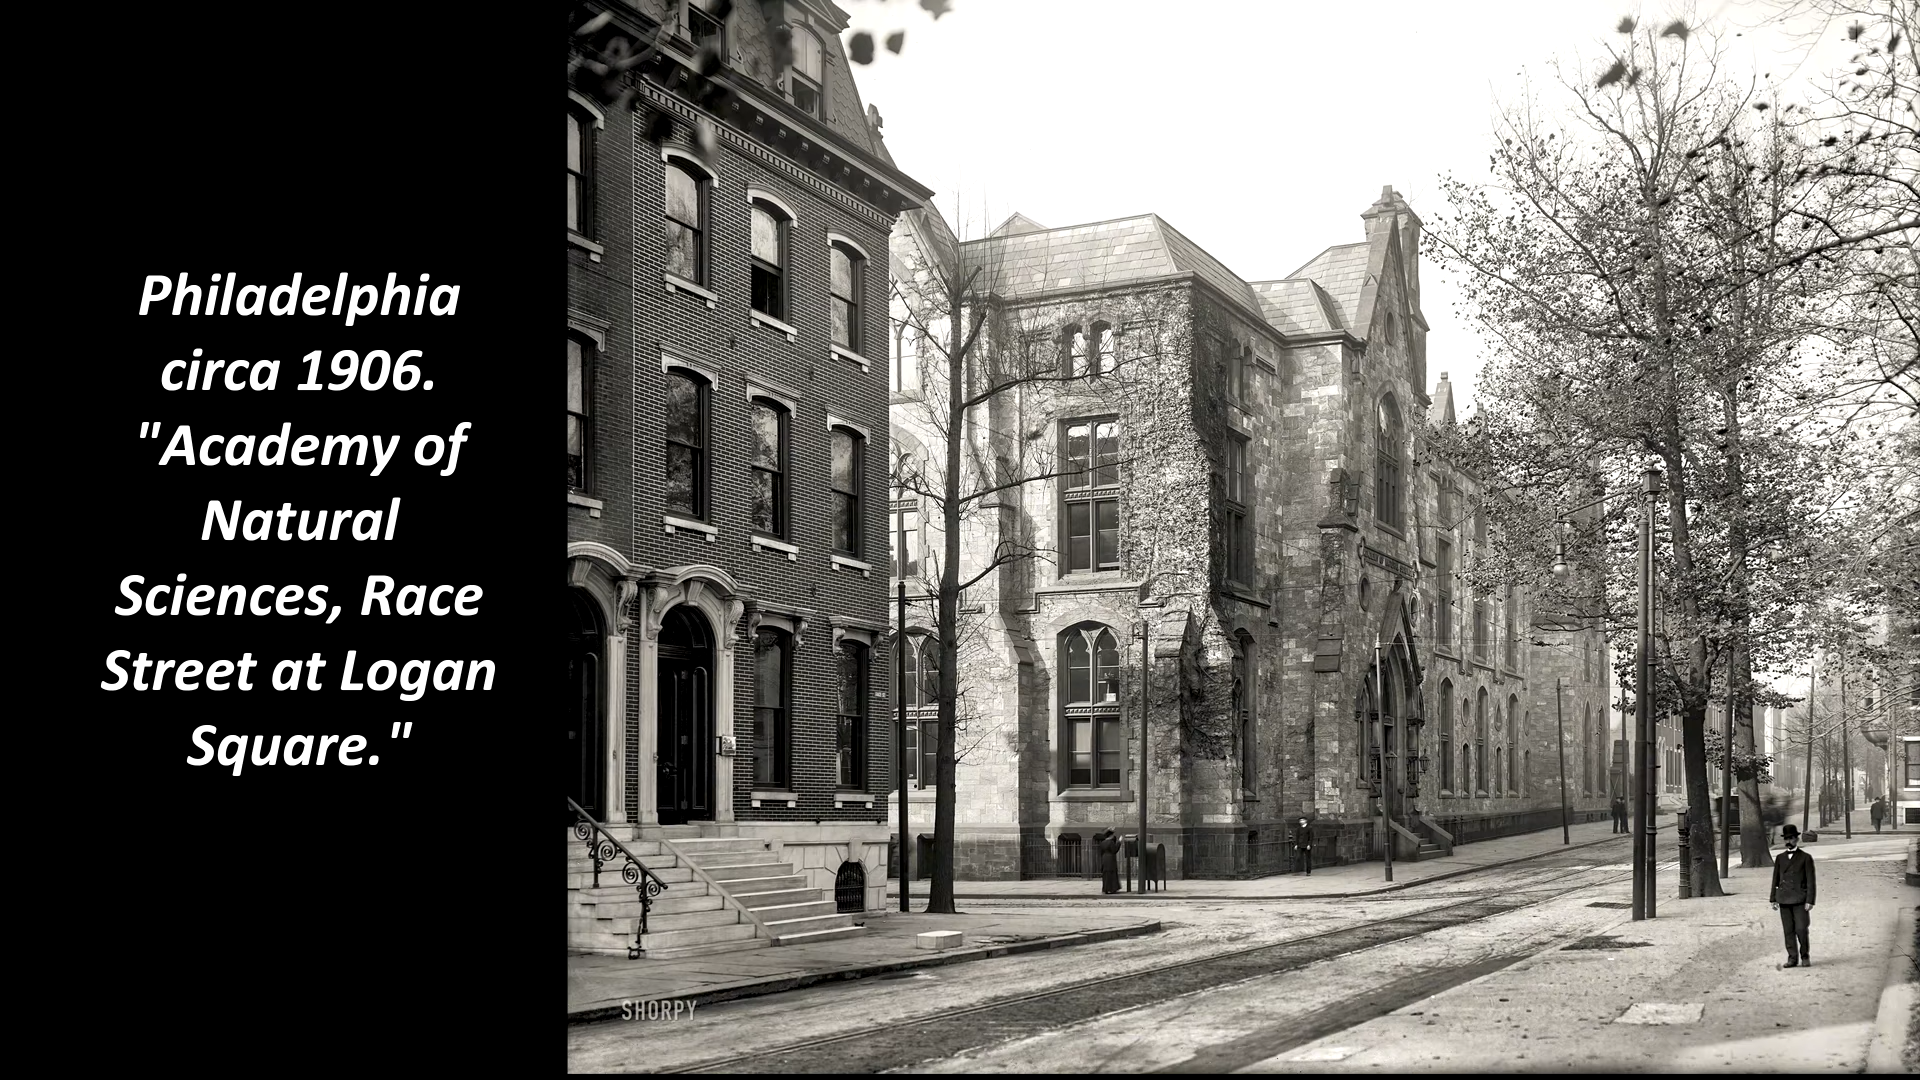 Philadelphia
circa 1906.
"Academy of
Natural
Sciences, Race
Street at Logan
Square."
SHORPY